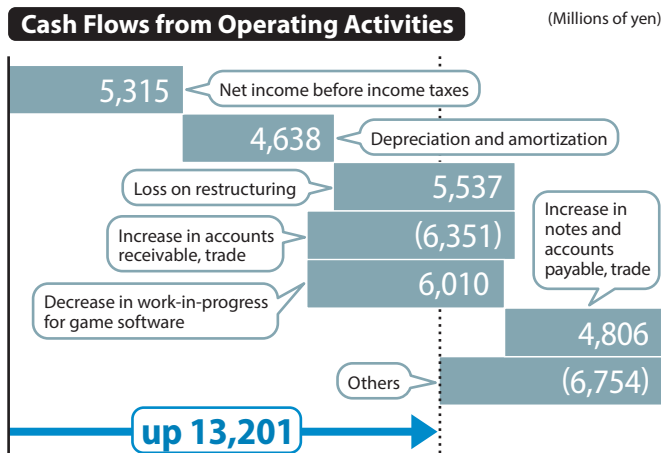 Cash Flows from Operating Activities
(Millions of yen)
5,315
Net income before income taxes
4,638
Depreciation and amortization
Loss on restructuring
5,537
Increase in accounts
receivable, trade
(6,351)
Increase in
notes and
accounts
payable, trade
Decrease in work-in-progress
for game software
6,010
4,806
Others
(6,754)
up 13,201